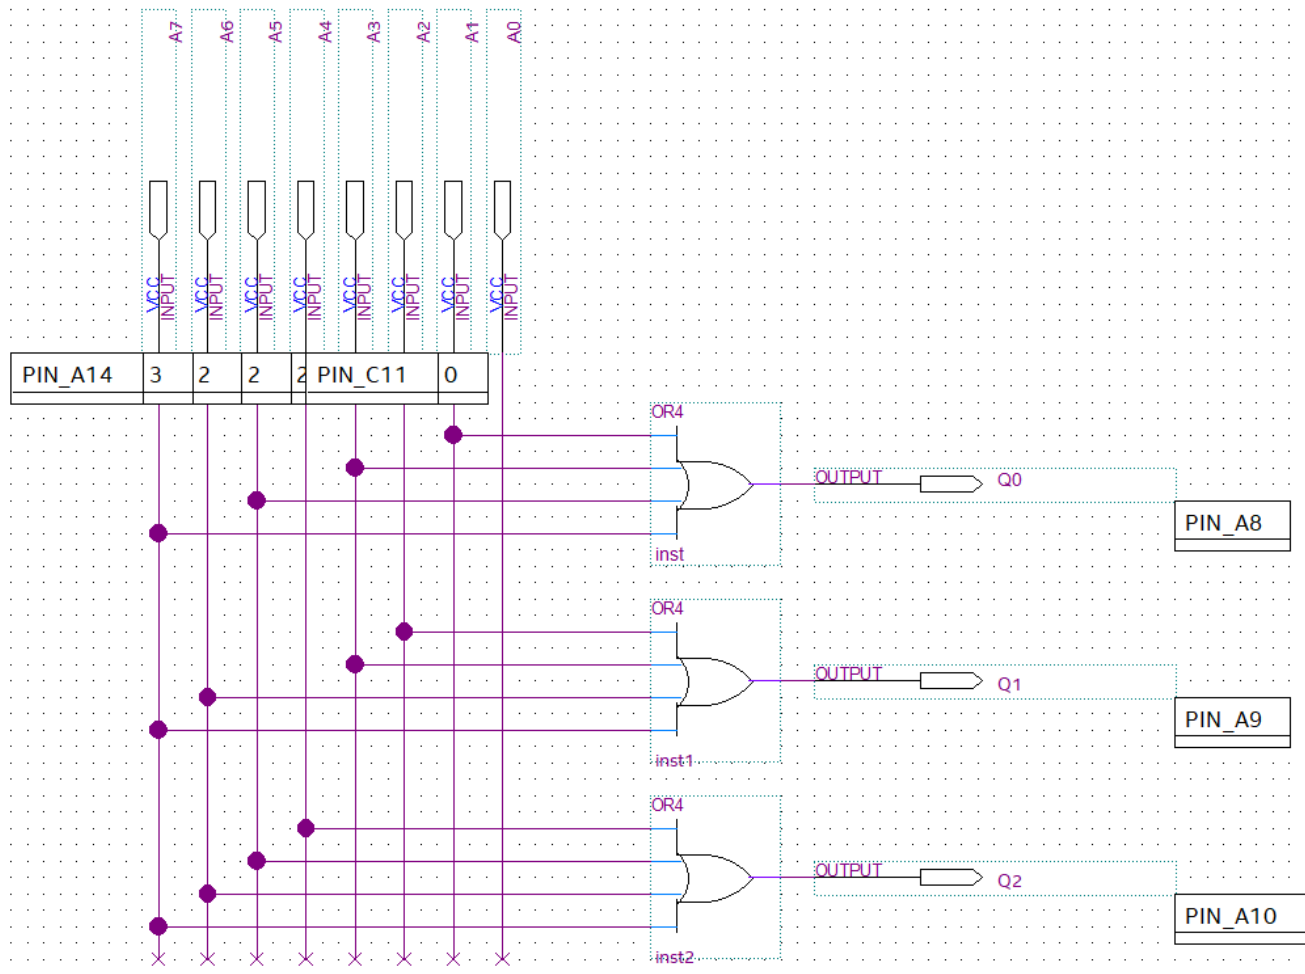 A7 A6 A5 A4 A3 A2 A1 A0
VCC VCC VCC VCC VCC VCC VCC VCC
INPUT INPUT INPUT INPUT INPUT INPUT INPUT INPUT
PIN_A14 3 2 2 2 PIN_C11 0
OR4
OUTPUT Q0
PIN_A8
inst
OR4
OUTPUT Q1
PIN_A9
inst1
OR4
OUTPUT Q2
PIN_A10
inst2